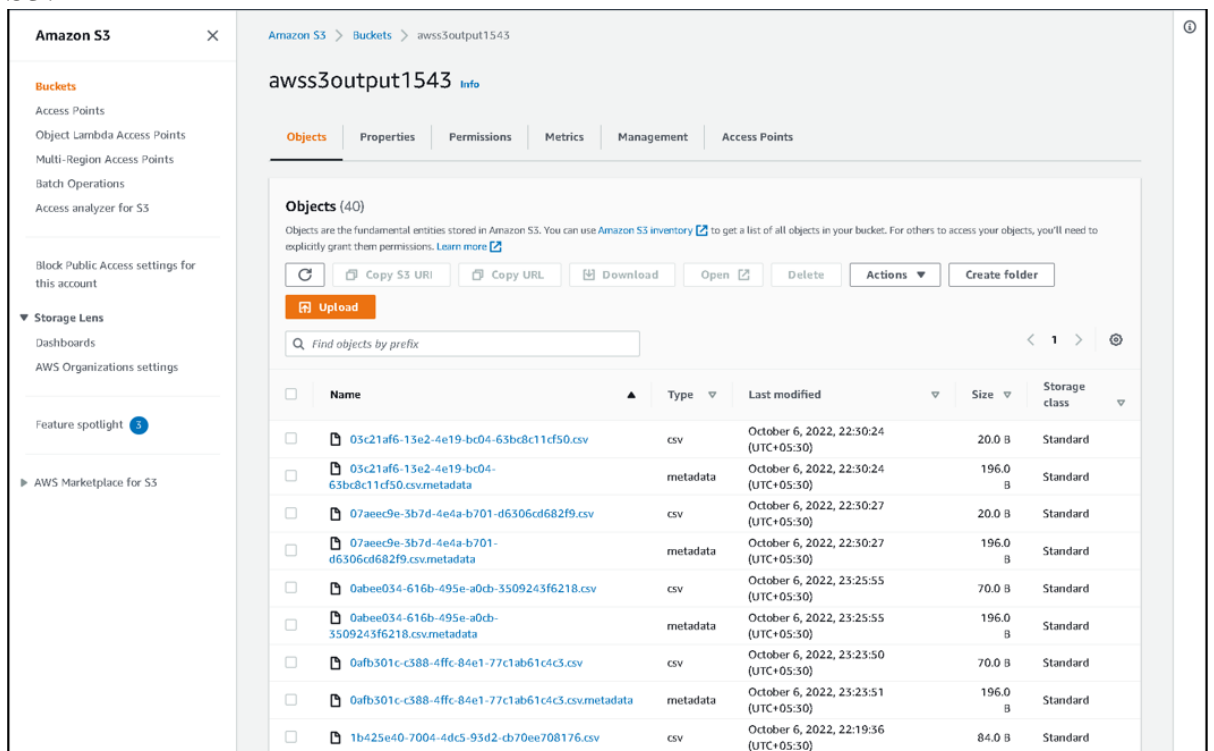 Amazon S3
Buckets
Access Points
Object Lambda Access Points
Multi-Region Access Points
Batch Operations
Access analyzer for S3
Block Public Access settings for
this account
Storage Lens
Dashboards
AWS Organizations settings
Feature spotlight 3
AWS Marketplace for S3
Amazon S3 > Buckets > awss3output1543
awss3output1543 Info
Objects Properties Permissions Metrics Management Access Points
Objects (40)
Objects are the fundamental entities stored in Amazon S3. You can use Amazon S3 inventory to get a list of all objects in your bucket. For others to access your objects, you'll need to
explicitly grant them permissions. Learn more
Copy S3 URI Copy URL Download Open Delete Actions Create folder
Upload
Find objects by prefix
< 1 >
Name Type Last modified Size Storage
class
03c21af6-13e2-4e19-bc04-63bc8c11cf50.csv csv October 6, 2022, 22:30:24 20.0 B Standard
(UTC+05:30)
03c21af6-13e2-4e19-bc04- metadata October 6, 2022, 22:30:24 196.0 Standard
63bc8c11cf50.csv.metadata (UTC+05:30) B
07aeec9e-3b7d-4e4a-b701-d6306cd682f9.csv csv October 6, 2022, 22:30:27 20.0 B Standard
(UTC+05:30)
07aeec9e-3b7d-4e4a-b701- metadata October 6, 2022, 22:30:27 196.0 Standard
d6306cd682f9.csv.metadata (UTC+05:30) B
0abee034-616b-495e-a0cb-3509243f6218.csv csv October 6, 2022, 23:25:55 70.0 B Standard
(UTC+05:30)
0abee034-616b-495e-a0cb- metadata October 6, 2022, 23:25:55 196.0 Standard
3509243f6218.csv.metadata (UTC+05:30) B
0afb301c-c388-4ffc-84e1-77c1ab61c4c3.csv csv October 6, 2022, 23:23:50 70.0 B Standard
(UTC+05:30)
0afb301c-c388-4ffc-84e1-77c1ab61c4c3.csv.metadata metadata October 6, 2022, 23:23:51 196.0 Standard
(UTC+05:30) B
1b425e40-7004-4dc5-93d2-cb70ee708176.csv csv October 6, 2022, 22:19:36 84.0 B Standard
(UTC+05:30)